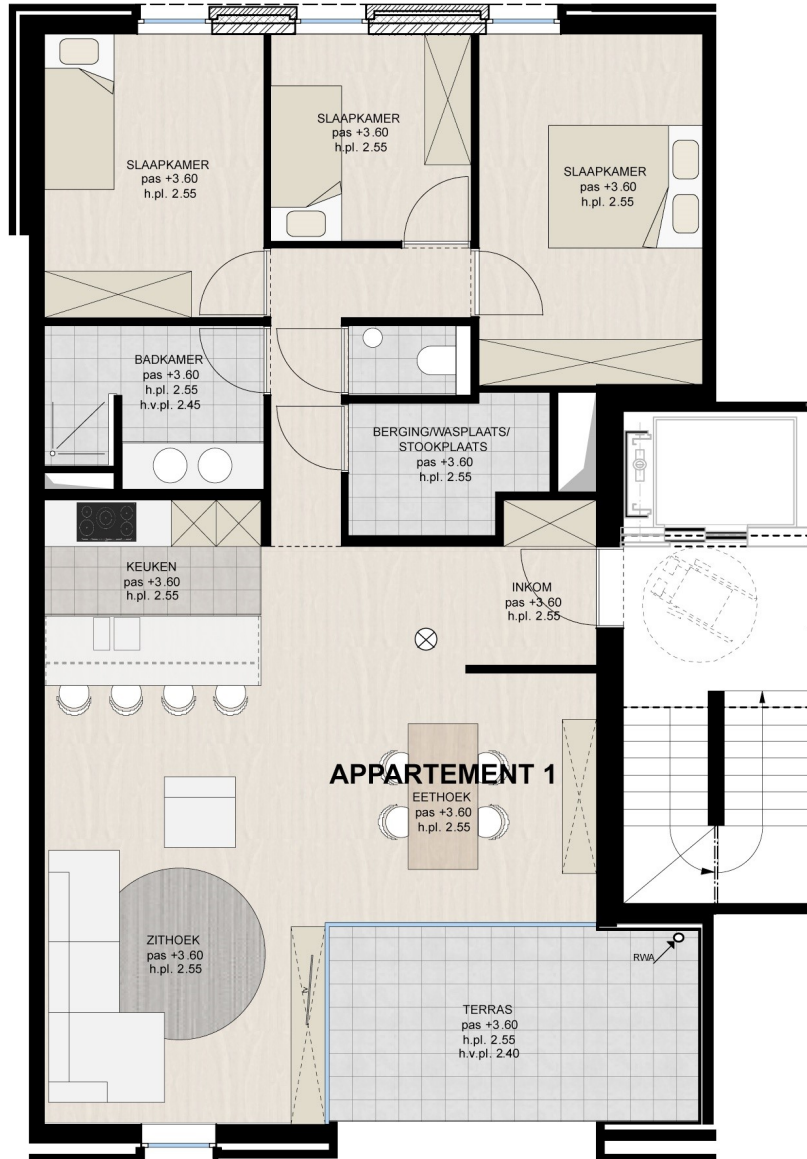 SLAAPKAMER
pas +3.60
h.pl. 2.55
SLAAPKAMER
pas +3.60
h.pl. 2.55
SLAAPKAMER
pas +3.60
h.pl. 2.55
BADKAMER
pas +3.60
h.pl. 2.55
h.v.pl. 2.45
BERGING/WASPLAATS/
STOOKPLAATS
pas +3.60
h.pl. 2.55
KEUKEN
pas +3.60
h.pl. 2.55
INKOM
pas +3.60
h.pl. 2.55
APPARTEMENT 1
EETHOEK
pas +3.60
h.pl. 2.55
ZITHOEK
pas +3.60
h.pl. 2.55
tv
RWA
TERRAS
pas +3.60
h.pl. 2.55
h.v.pl. 2.40